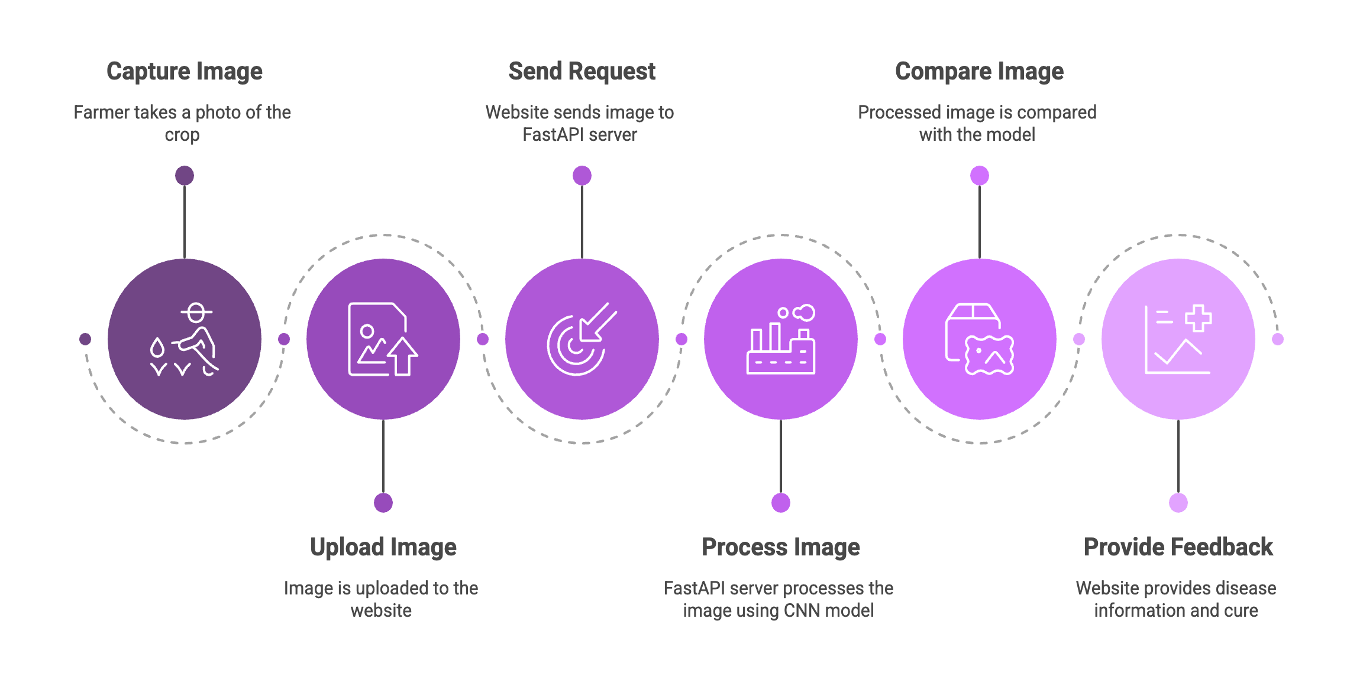 Capture Image
Farmer takes a photo of the
crop
Send Request
Website sends image to
FastAPI server
Compare Image
Processed image is compared
with the model
Upload Image
Image is uploaded to the
website
Process Image
FastAPI server processes the
image using CNN model
Provide Feedback
Website provides disease
information and cure